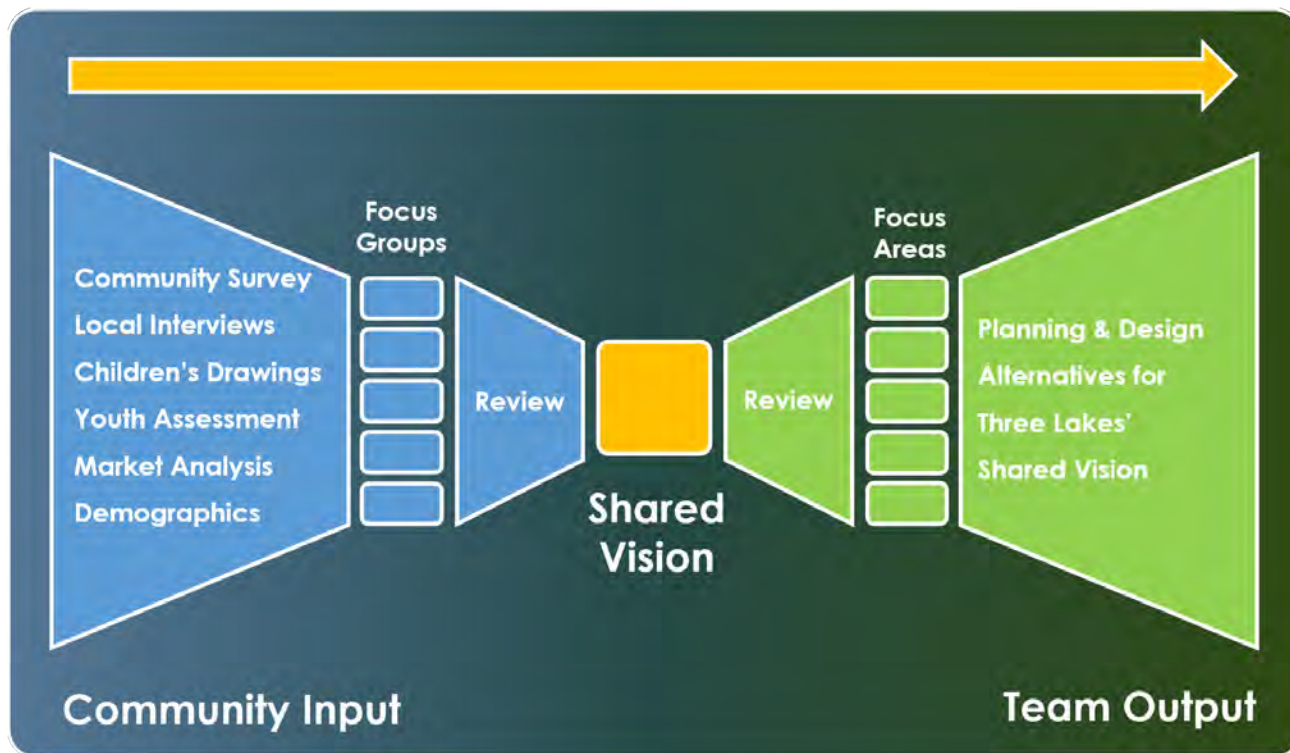 Focus
Groups
Community Survey
Local Interviews
Children's Drawings
Youth Assessment
Market Analysis
Demographics
Review
Shared
Vision
Review
Focus
Areas
Planning & Design
Alternatives for
Three Lakes'
Shared Vision
Community Input
Team Output